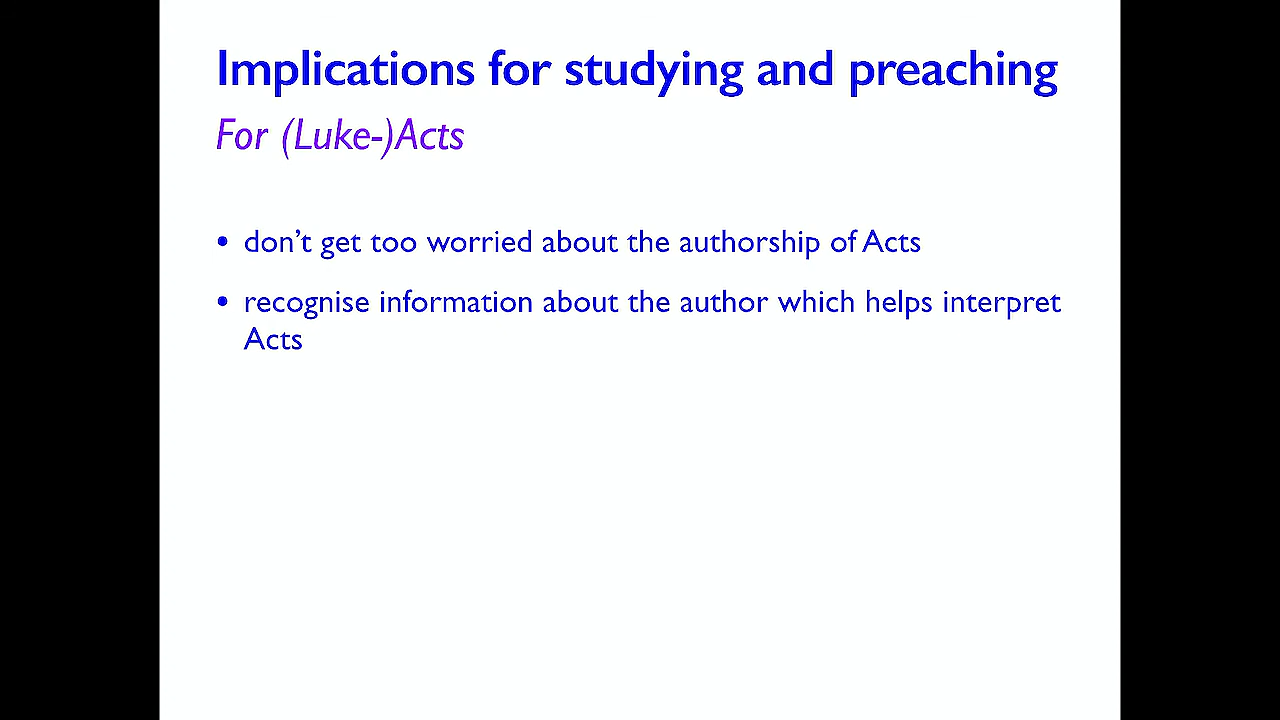 Implications for studying and preaching
For (Luke-)Acts
• don’t get too worried about the authorship of Acts
• recognise information about the author which helps interpret
Acts